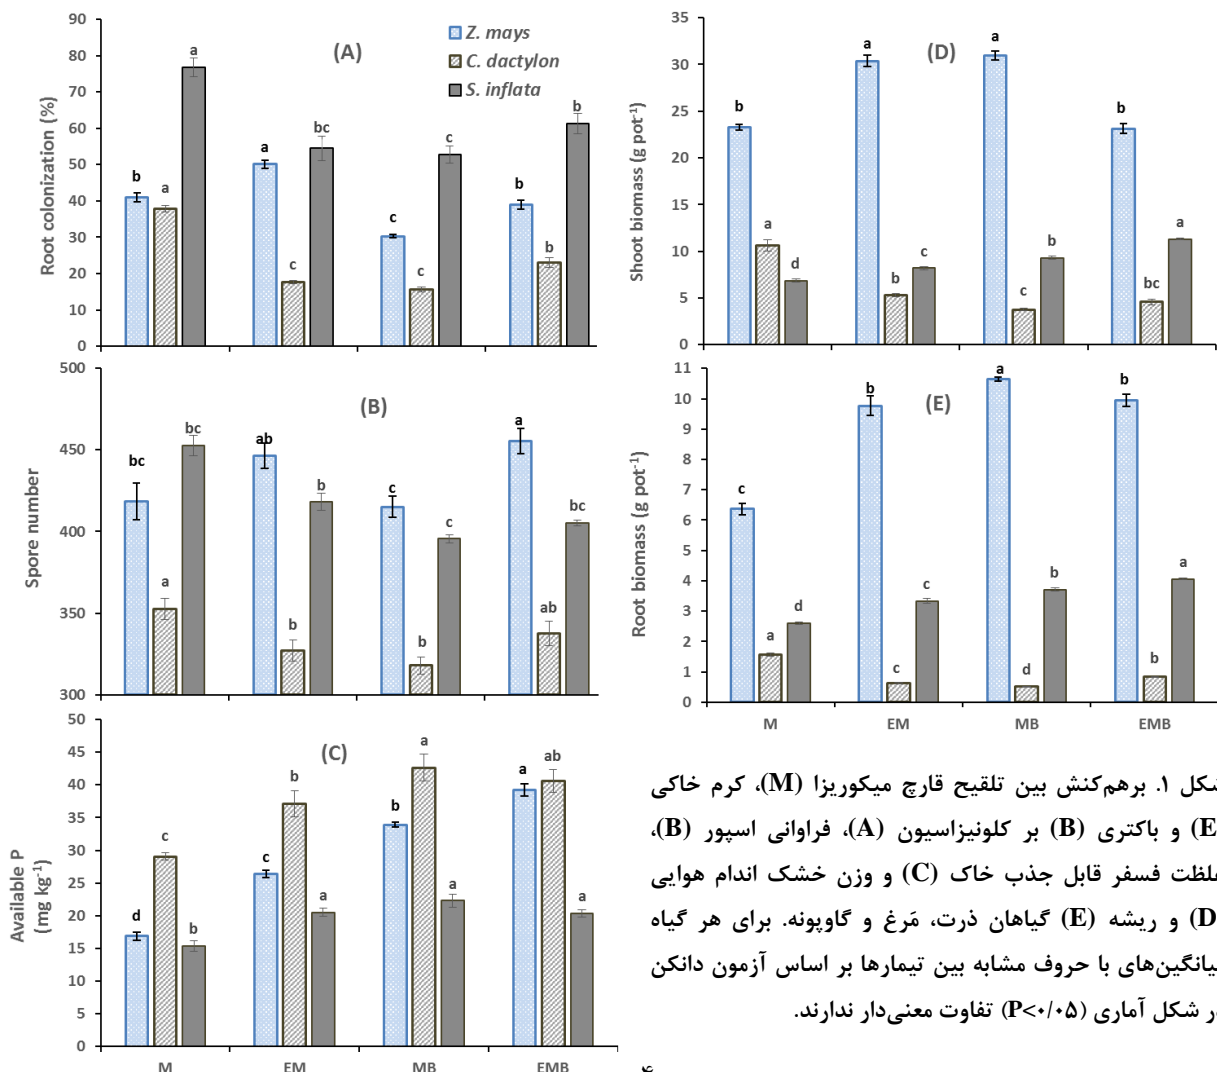 90
80
70
60
50
40
30
20
10
0
Root colonization (%)
(A)
Z. mays
C. dactylon
S. inflata
b
a
a
a
c
bc
c
c
c
b
b
b
500
450
400
350
300
Spore number
(B)
bc
a
bc
ab
b
b
c
b
c
a
ab
bc
50
45
40
35
30
25
20
15
10
5
0
Available P
(mg kg-1)
(C)
d
c
b
c
b
a
b
a
a
a
ab
a
M
EM
MB
EMB
35
30
25
20
15
10
5
0
Shoot biomass (g pot-1)
(D)
b
a
d
a
b
c
a
c
b
b
bc
a
11
10
9
8
7
6
5
4
3
2
1
0
Root biomass (g pot-1)
(E)
c
a
d
b
c
c
a
d
b
b
b
a
M
EM
MB
EMB
شکل ۱. برهم‌کنش بین تلقیح قارچ میکوریزا (M)، کرم خاکی
E) و باکتری (B) بر کلونیزاسیون (A)، فراوانی اسپور (B)،
غلظت فسفر قابل جذب خاک (C) و وزن خشک اندام هوایی
D) و ریشه (E) گیاهان ذرت، مَرغ و گاوپونه. برای هر گیاه
میانگین‌های با حروف مشابه بین تیمارها بر اساس آزمون دانکن
در شکل آماری (P<۰/۰۵) تفاوت معنی‌دار ندارند.